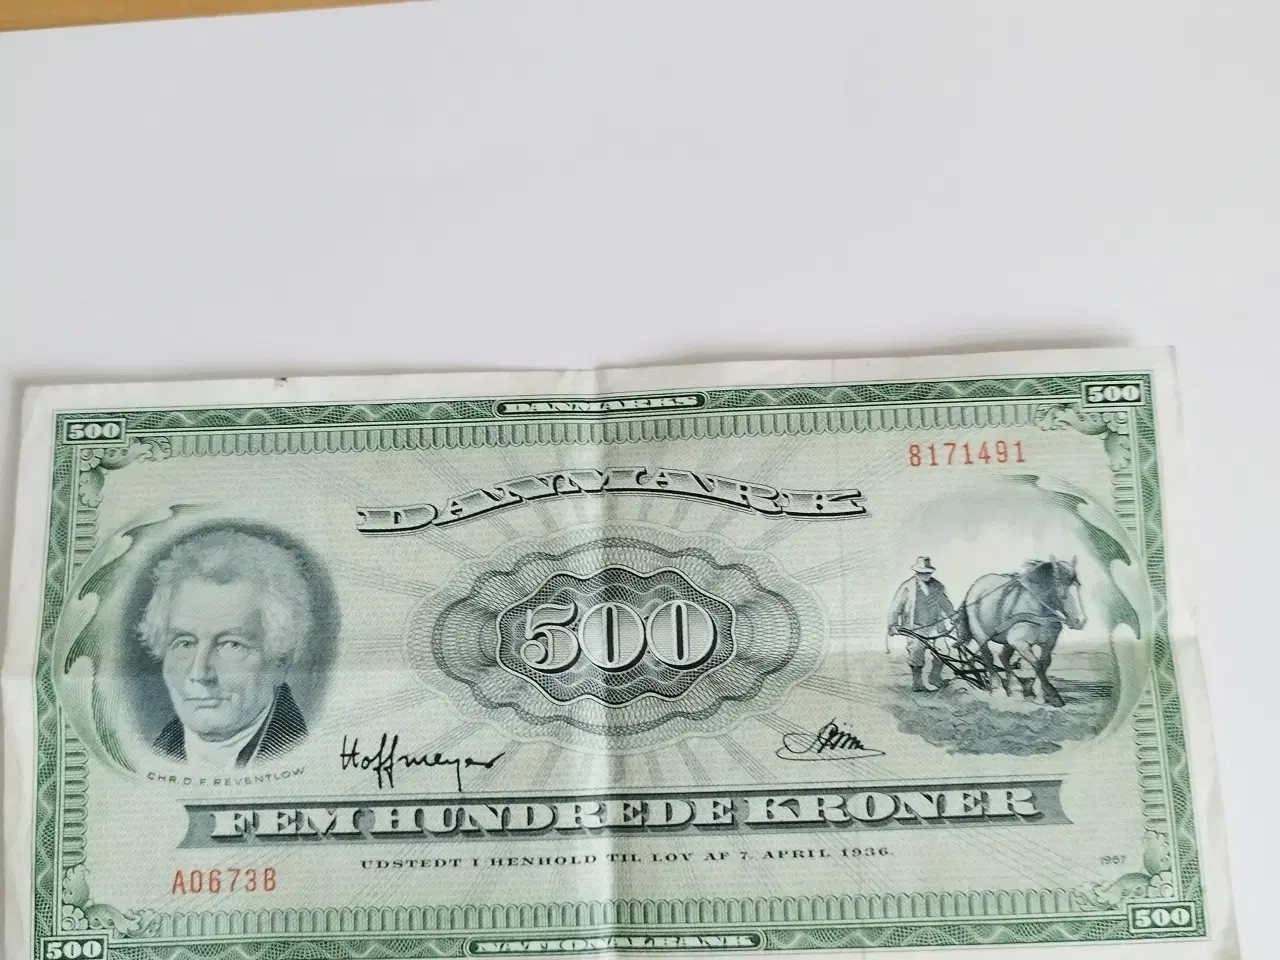 DANMARKS
500
500
8171491
DANMARK
500
Hoffmeyer
CHR. D. F. REVENTLOW
FEM HUNDREDE KRONER
UDSTEDT I HENHOLD TIL LOV AF 7. APRIL 1936.
1967
A0673B
500
500
NATIONALBANK